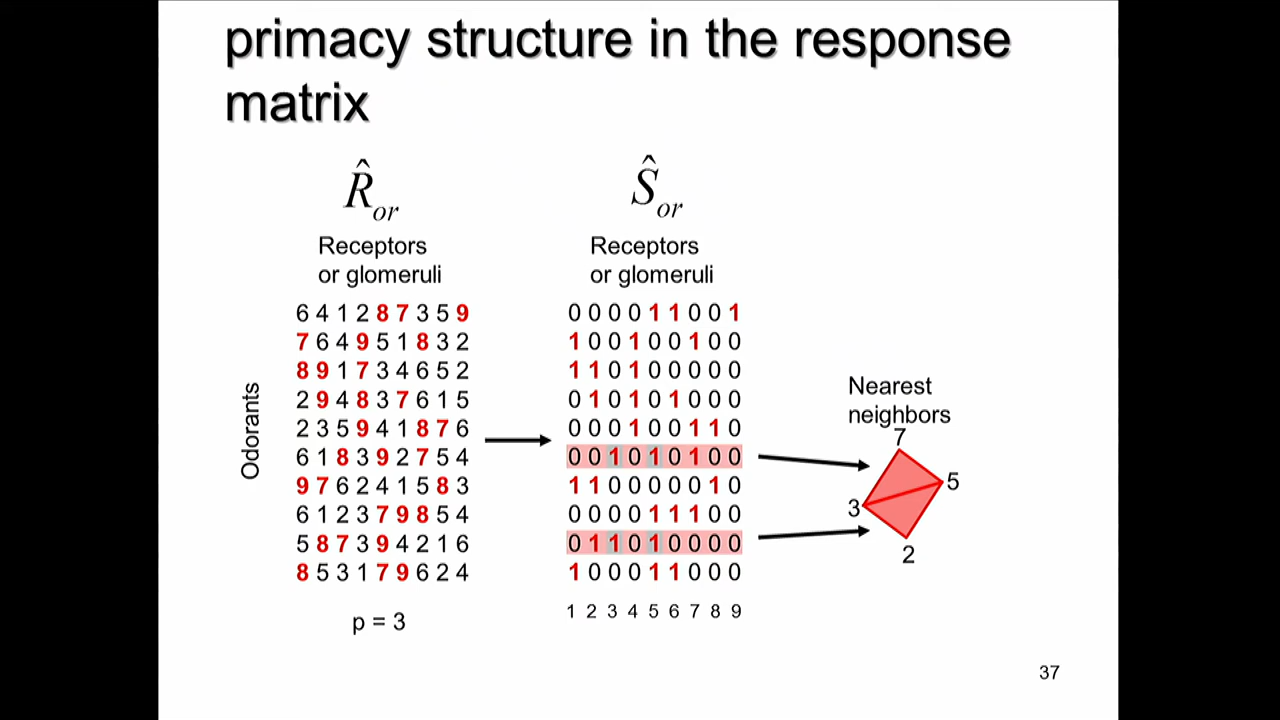 primacy structure in the response
matrix
R̂or
Ŝor
Receptors
or glomeruli
Receptors
or glomeruli
Odorants
6 4 1 2 8 7 3 5 9
7 6 4 9 5 1 8 3 2
8 9 1 7 3 4 6 5 2
2 9 4 8 3 7 6 1 5
2 3 5 9 4 1 8 7 6
6 1 8 3 9 2 7 5 4
9 7 6 2 4 1 5 8 3
6 1 2 3 7 9 8 5 4
5 8 7 3 9 4 2 1 6
8 5 3 1 7 9 6 2 4
p = 3
0 0 0 0 1 1 0 0 1
1 0 0 1 0 0 1 0 0
1 1 0 1 0 0 0 0 0
0 1 0 1 0 1 0 0 0
0 0 0 1 0 0 1 1 0
0 0 1 0 1 0 1 0 0
1 1 0 0 0 0 0 1 0
0 0 0 0 1 1 1 0 0
0 1 1 0 1 0 0 0 0
1 0 0 0 1 1 0 0 0
1 2 3 4 5 6 7 8 9
Nearest
neighbors
7
5
3
2
37